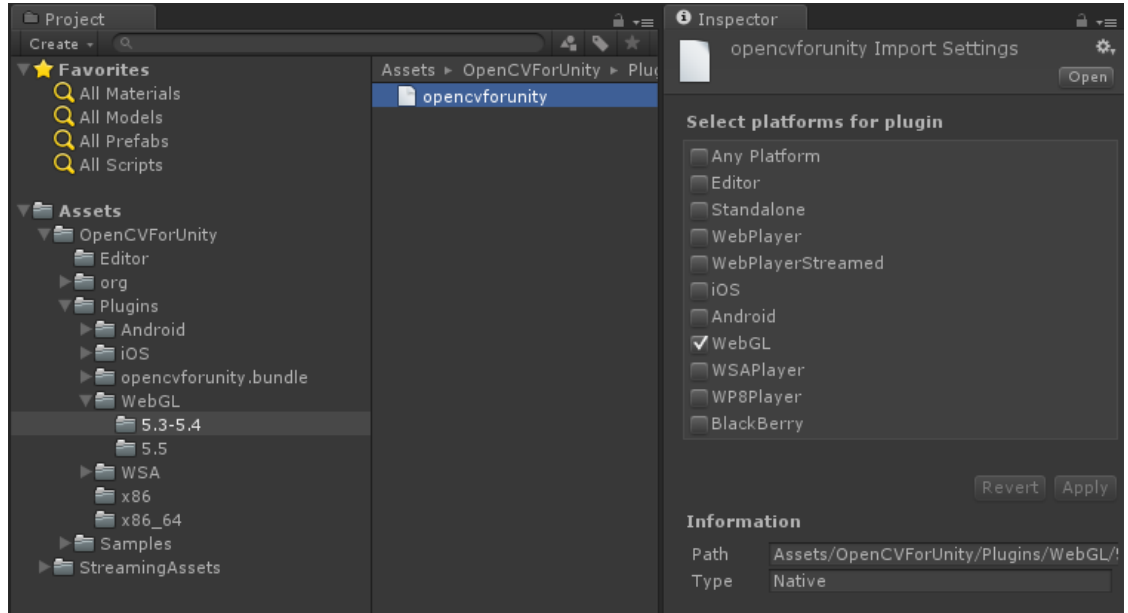 Project
Create
Favorites
All Materials
All Models
All Prefabs
All Scripts
Assets
OpenCVForUnity
Editor
org
Plugins
Android
iOS
opencvforunity.bundle
WebGL
5.3-5.4
5.5
WSA
x86
x86_64
Samples
StreamingAssets
Assets ▸ OpenCVForUnity ▸ Plug
opencvforunity
Inspector
opencvforunity Import Settings
Open
Select platforms for plugin
Any Platform
Editor
Standalone
WebPlayer
WebPlayerStreamed
iOS
Android
WebGL
WSAPlayer
WP8Player
BlackBerry
Revert Apply
Information
Path Assets/OpenCVForUnity/Plugins/WebGL/
Type Native